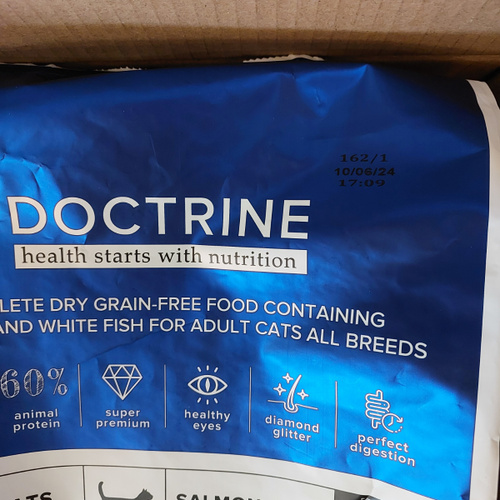 162/1
10/06/24
17:09
DOCTRINE
health starts with nutrition
LETE DRY GRAIN-FREE FOOD CONTAINING
AND WHITE FISH FOR ADULT CATS ALL BREEDS
60%
animal
protein
super
premium
healthy
eyes
diamond
glitter
perfect
digestion